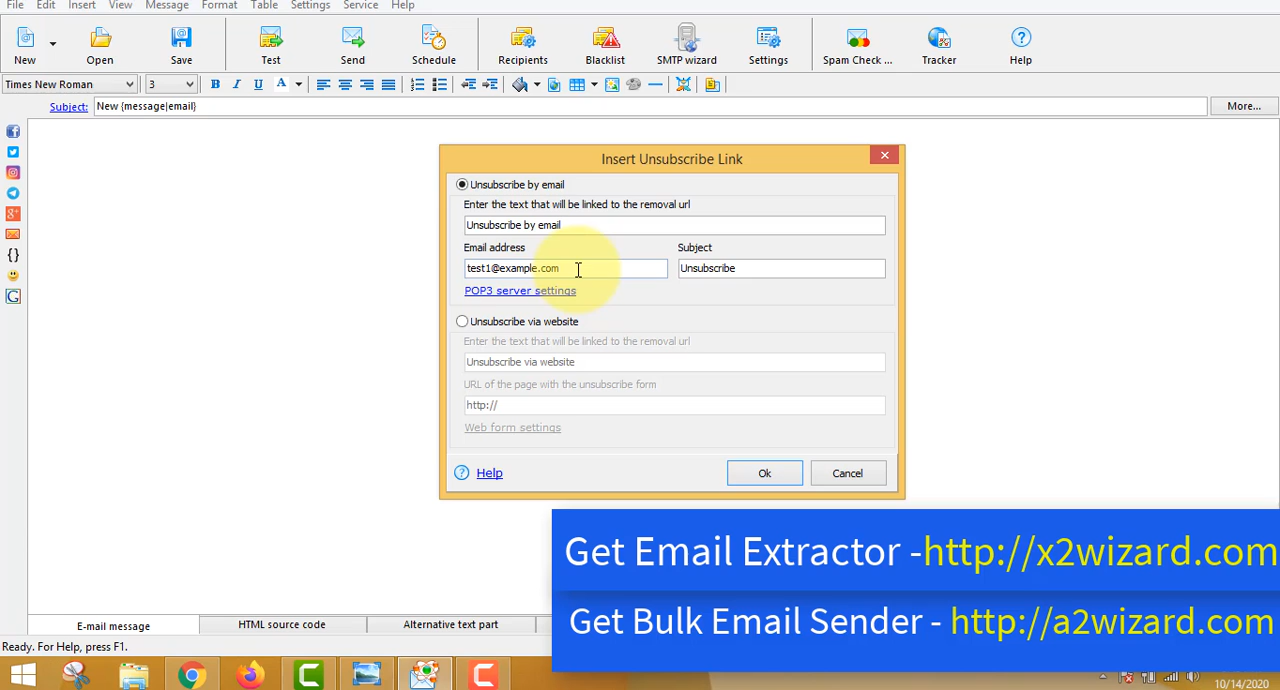 File Edit Insert View Message Format Table Settings Service Help
New Open Save Test Send Schedule Recipients Blacklist SMTP wizard Settings Spam Check ... Tracker Help
Times New Roman 3 B I U A
Subject: New {message|email} More...
Insert Unsubscribe Link
Unsubscribe by email
Enter the text that will be linked to the removal url
Unsubscribe by email
Email address Subject
test1@example.com Unsubscribe
POP3 server settings
Unsubscribe via website
Enter the text that will be linked to the removal url
Unsubscribe via website
URL of the page with the unsubscribe form
http://
Web form settings
Help Ok Cancel
Get Email Extractor -http://x2wizard.com
Get Bulk Email Sender - http://a2wizard.com
E-mail message HTML source code Alternative text part
Ready. For Help, press F1.
10/14/2020